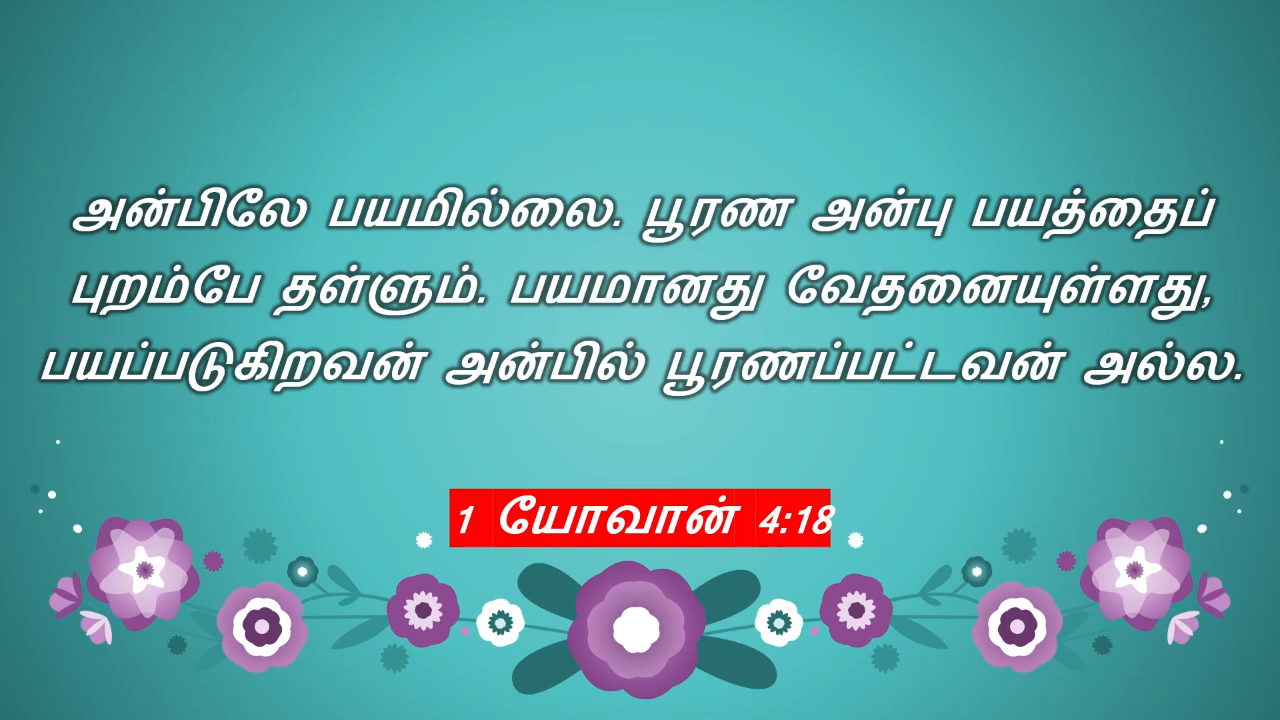 அன்பிலே பயமில்லை. பூரண அன்பு பயத்தைப்
புறம்பே தள்ளும். பயமானது வேதனையுள்ளது,
பயப்படுகிறவன் அன்பில் பூரணப்பட்டவன் அல்ல.
1 யோவான் 4:18